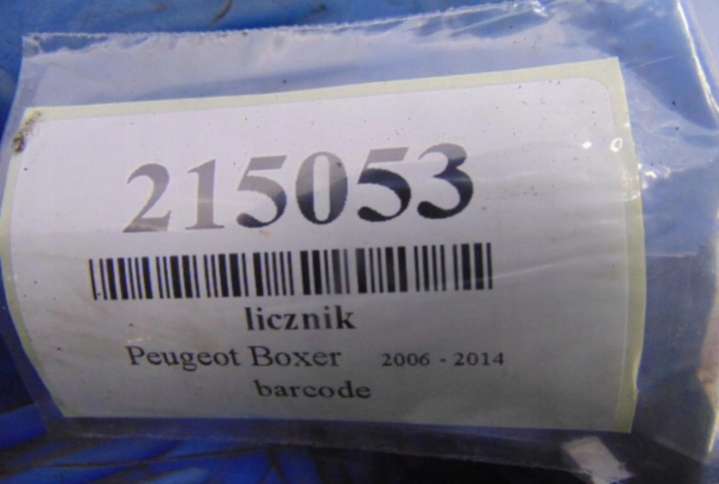 215053
licznik
Peugeot Boxer 2006 - 2014
barcode